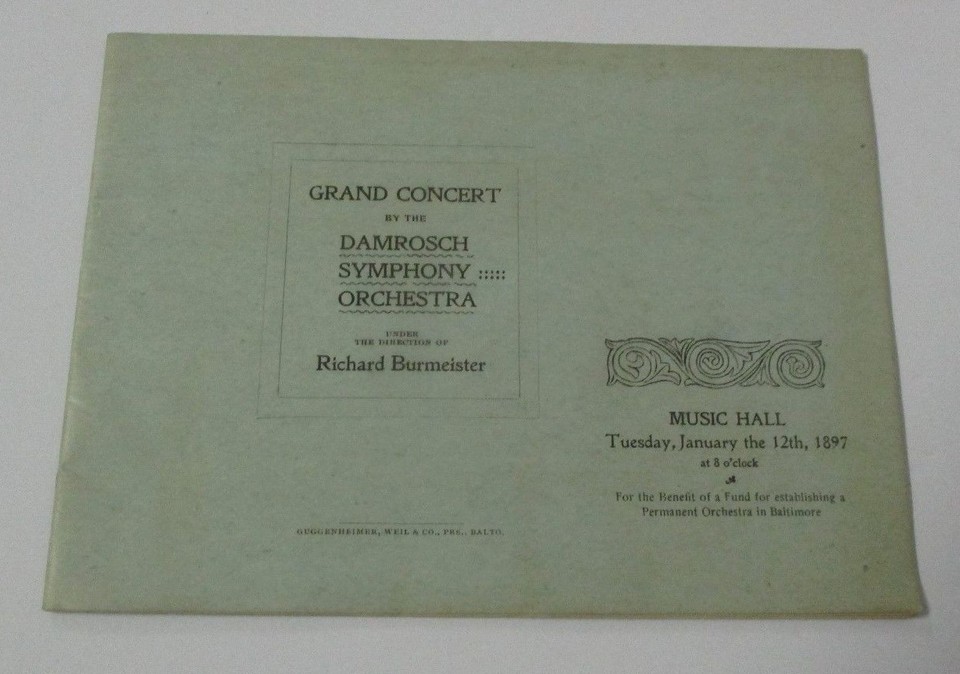 GRAND CONCERT
BY THE
DAMROSCH
SYMPHONY :::::
ORCHESTRA
UNDER
THE DIRECTION OF
Richard Burmeister
GUGGENHEIMER, WEIL & CO., PRS., BALTO.
MUSIC HALL
Tuesday, January the 12th, 1897
at 8 o'clock
For the Benefit of a Fund for establishing a
Permanent Orchestra in Baltimore